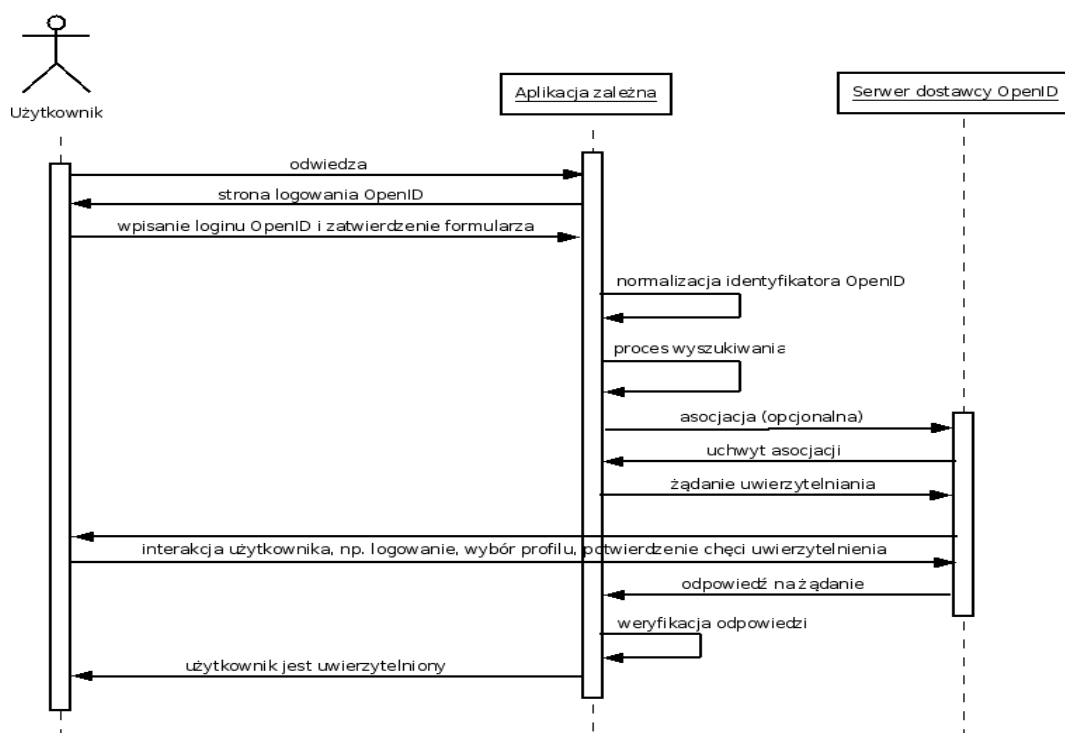 Użytkownik
Aplikacja zależna
Serwer dostawcy OpenID
odwiedza
strona logowania OpenID
wpisanie loginu OpenID i zatwierdzenie formularza
normalizacja identyfikatora OpenID
proces wyszukiwania
asocjacja (opcjonalna)
uchwyt asocjacji
żądanie uwierzytelniania
interakcja użytkownika, np. logowanie, wybór profilu, potwierdzenie chęci uwierzytelnienia
odpowiedź na żądanie
weryfikacja odpowiedzi
użytkownik jest uwierzytelniony